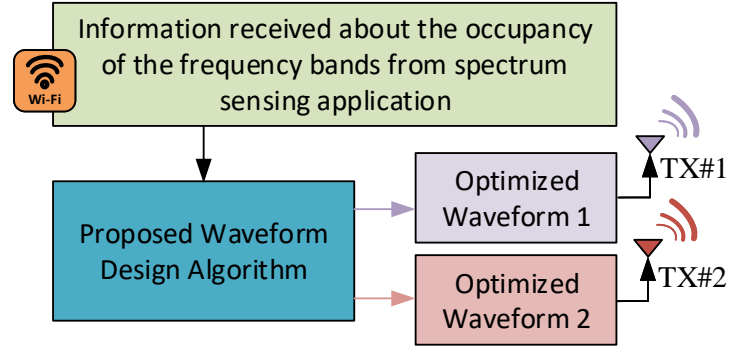 Information received about the occupancy
of the frequency bands from spectrum
sensing application
Wi-Fi
Optimized
Waveform 1
TX#1
Proposed Waveform
Design Algorithm
Optimized
Waveform 2
TX#2